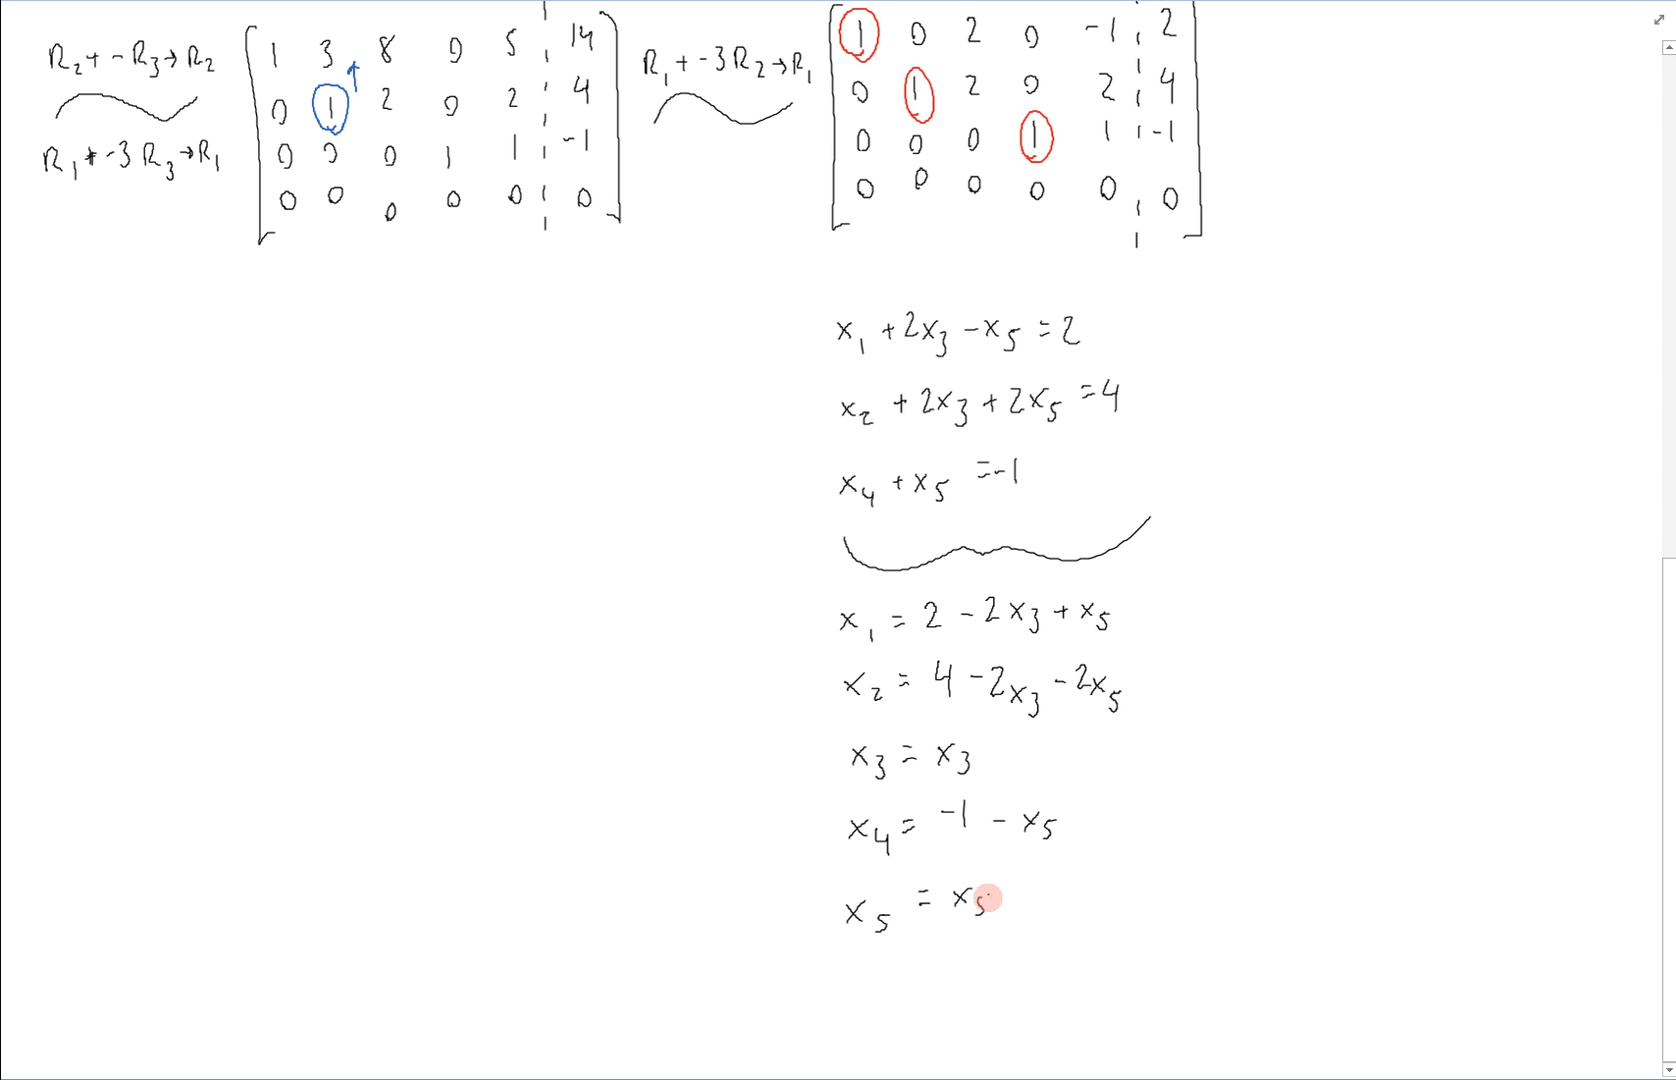 R₂ + -R₃ → R₂
R₁ + -3R₃ → R₁
1 3 8 0 5 14
0 1 2 0 2 4
0 0 0 1 1 -1
0 0 0 0 0 0
R₁ + -3R₂ → R₁
1 0 2 0 -1 2
0 1 2 0 2 4
0 0 0 1 1 -1
0 0 0 0 0 0
x₁ + 2x₃ - x₅ = 2
x₂ + 2x₃ + 2x₅ = 4
x₄ + x₅ = -1
x₁ = 2 - 2x₃ + x₅
x₂ = 4 - 2x₃ - 2x₅
x₃ = x₃
x₄ = -1 - x₅
x₅ = x₅